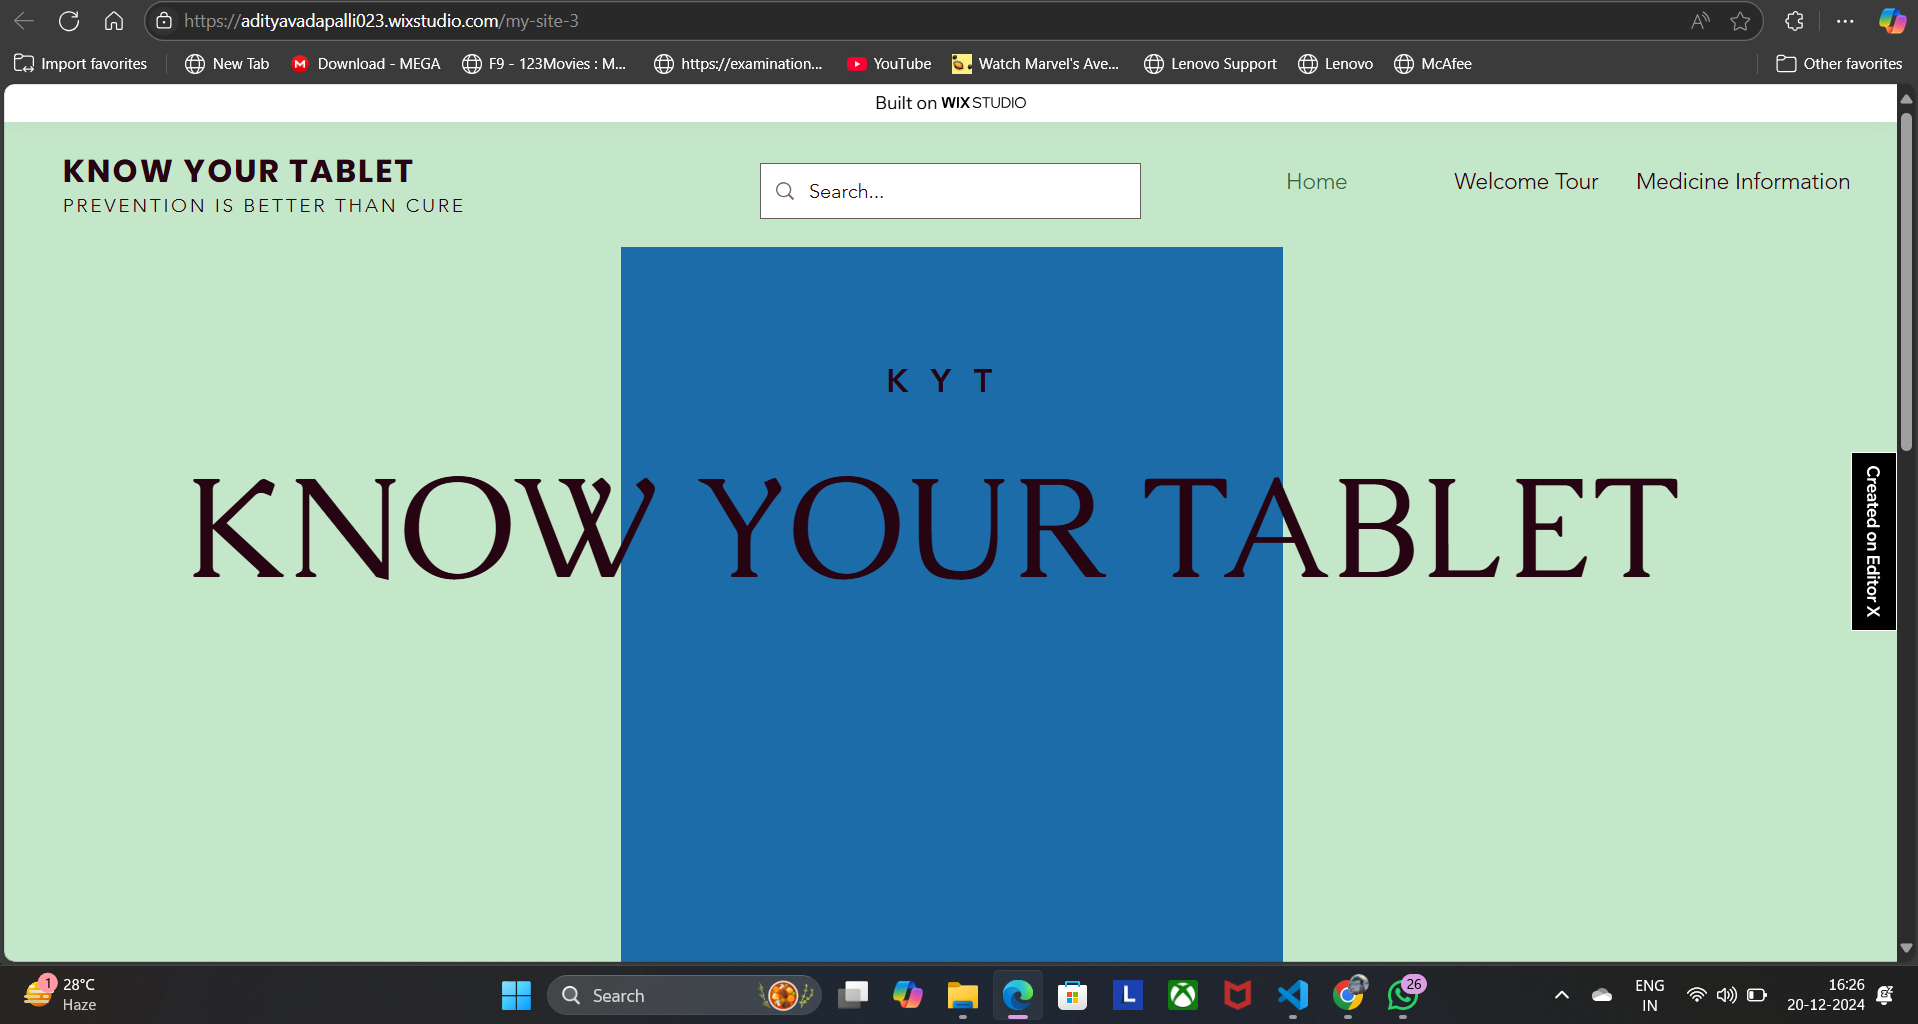 https://adityavadapalli023.wixstudio.com/my-site-3
Import favorites
New Tab
Download - MEGA
F9 - 123Movies : M...
https://examination...
YouTube
Watch Marvel's Ave...
Lenovo Support
Lenovo
McAfee
Other favorites
Built on WIX STUDIO
KNOW YOUR TABLET
PREVENTION IS BETTER THAN CURE
Search...
Home
Welcome Tour
Medicine Information
K Y T
KNOW YOUR TABLET
Created on Editor X
1
28°C
Haze
Search
L
26
ENG
IN
16:26
20-12-2024